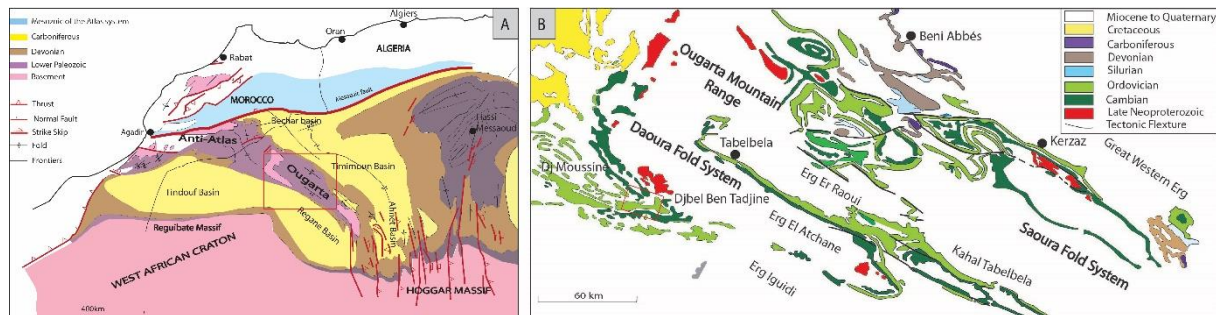 A
Mesozoic of the Atlas system
Carboniferous
Devonian
Lower Paleozoic
Basement
Thrust
Normal Fault
Strike Skip
Fold
Frontiers
Algiers
Oran
ALGERIA
Rabat
MOROCCO
Agadir
Anti-Atlas
Bechar basin
Hassi
Messaoud
Timimoun Basin
Ougarta
Tindouf Basin
Reguibate Massif
Regane Basin
Ahnet Basin
WEST AFRICAN CRATON
HOGGAR MASSIF
400km
B
Ougarta Mountain
Range
Beni Abbés
Daoura Fold System
Tabelbela
Dj Moussine
Djbel Ben Tadjine
Erg Er Raoui
Erg El Atchane
Erg Iguidi
Kahal Tabelbela
Saoura Fold System
Kerzaz
Great Western Erg
60 km
Miocene to Quaternary
Cretaceous
Carboniferous
Devonian
Silurian
Ordovician
Cambian
Late Neoproterozoic
Tectonic Flexture